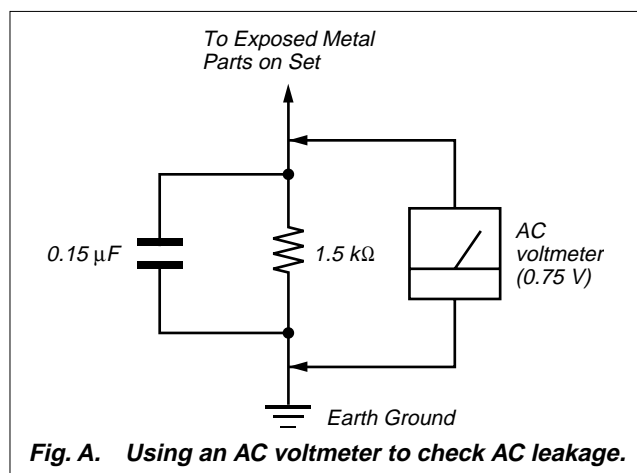 To Exposed Metal
Parts on Set
0.15 µF
1.5 kΩ
AC
voltmeter
(0.75 V)
Earth Ground
Fig. A. Using an AC voltmeter to check AC leakage.